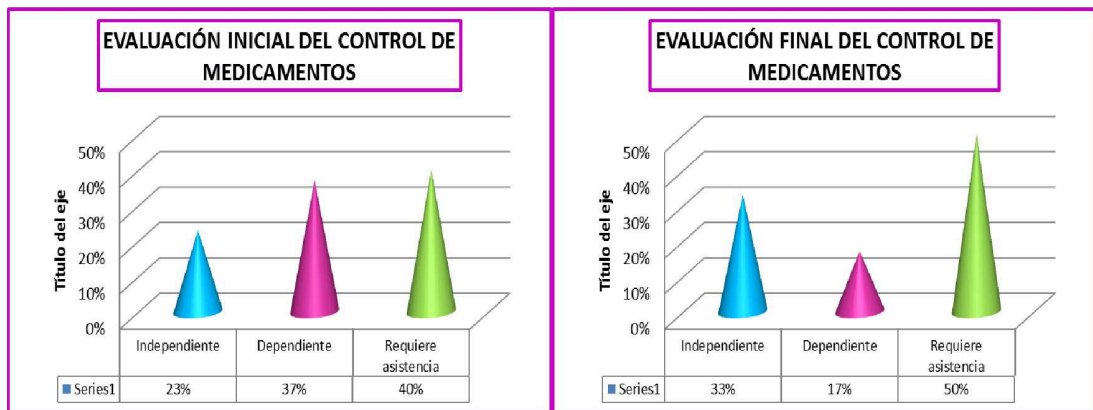 EVALUACIÓN INICIAL DEL CONTROL DE
MEDICAMENTOS
Título del eje
50%
40%
30%
20%
10%
0%
Independiente Dependiente Requiere
asistencia
Series1 23% 37% 40%
EVALUACIÓN FINAL DEL CONTROL DE
MEDICAMENTOS
Título del eje
50%
40%
30%
20%
10%
0%
Independiente Dependiente Requiere
asistencia
Series1 33% 17% 50%